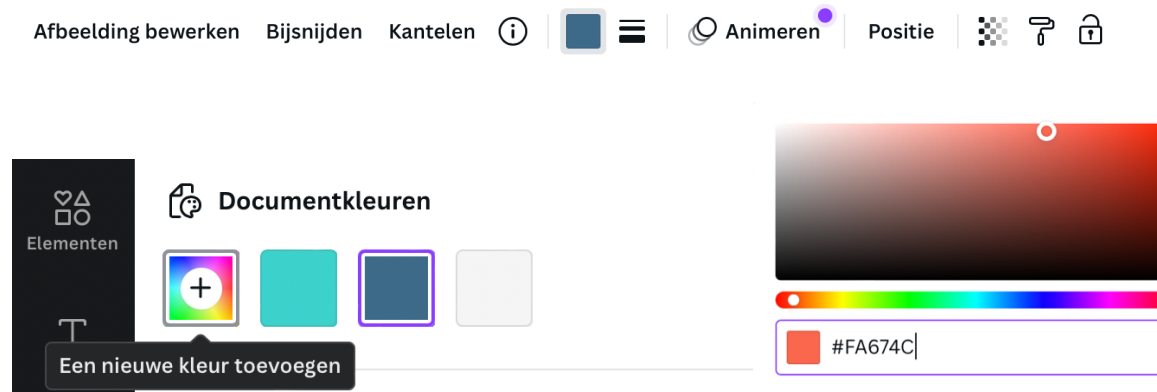 Afbeelding bewerken Bijsnijden Kantelen Animeren Positie
Documentkleuren
Elementen
Een nieuwe kleur toevoegen
#FA674C